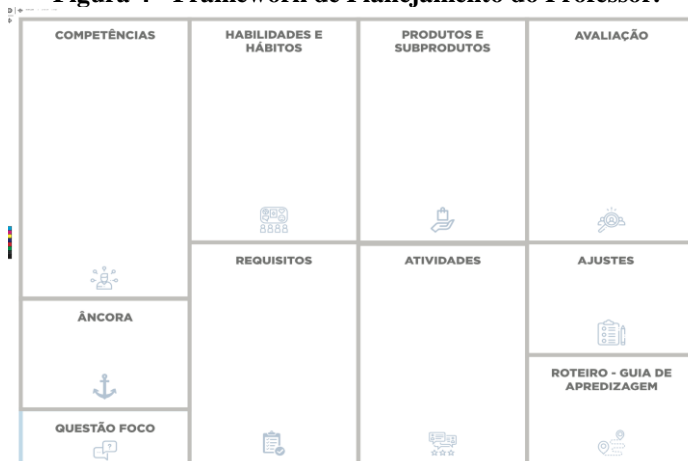 Figura 4 - Framework de Planejamento do Professor.
COMPETÊNCIAS
HABILIDADES E
HÁBITOS
PRODUTOS E
SUBPRODUTOS
AVALIAÇÃO
REQUISITOS
ATIVIDADES
AJUSTES
ÂNCORA
ROTEIRO - GUIA DE
APREDIZAGEM
QUESTÃO FOCO